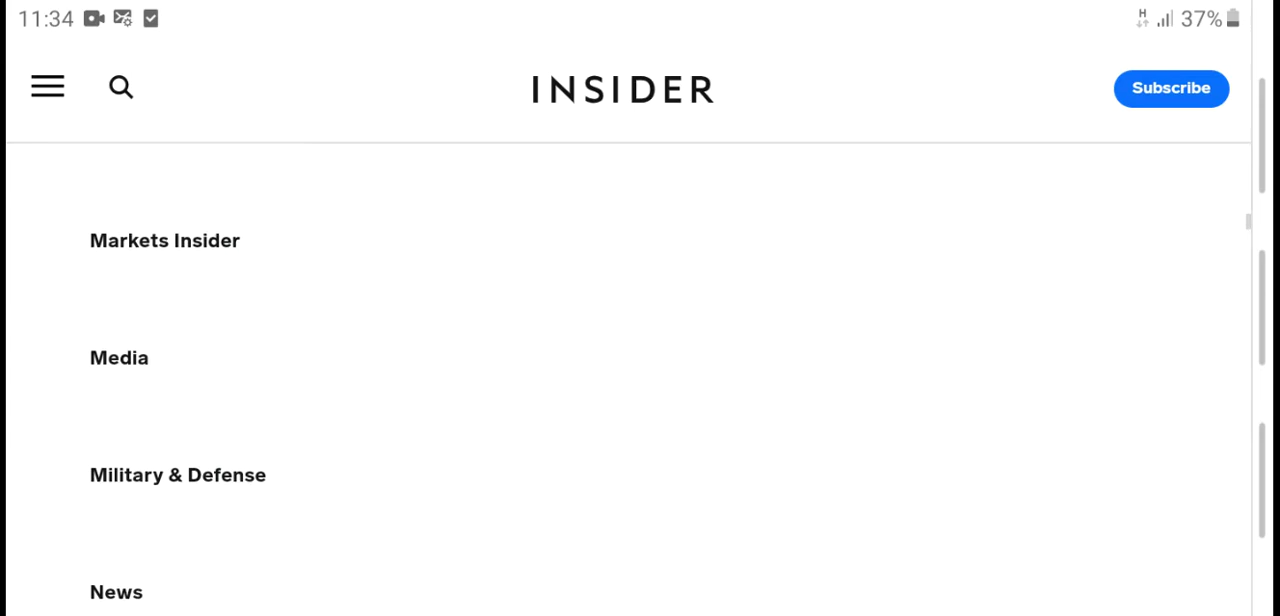 11:34 H 37%
INSIDER Subscribe
Markets Insider
Media
Military & Defense
News